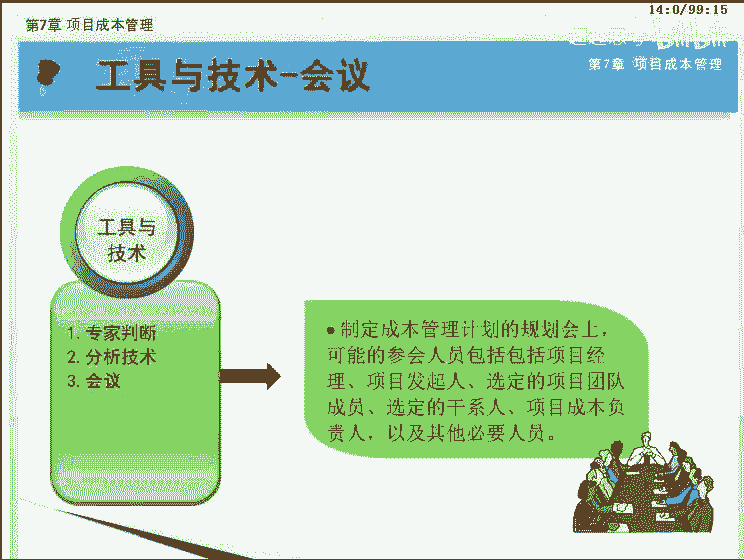 14:0/99:15
第7章 项目成本管理
工具与技术-会议
第7章 项目成本管理
工具与
技术
1. 专家判断
2. 分析技术
3. 会议
●制定成本管理计划的规划会上，
可能的参会人员包括包括项目经
理、项目发起人、选定的项目团队
成员、选定的干系人、项目成本负
责人，以及其他必要人员。